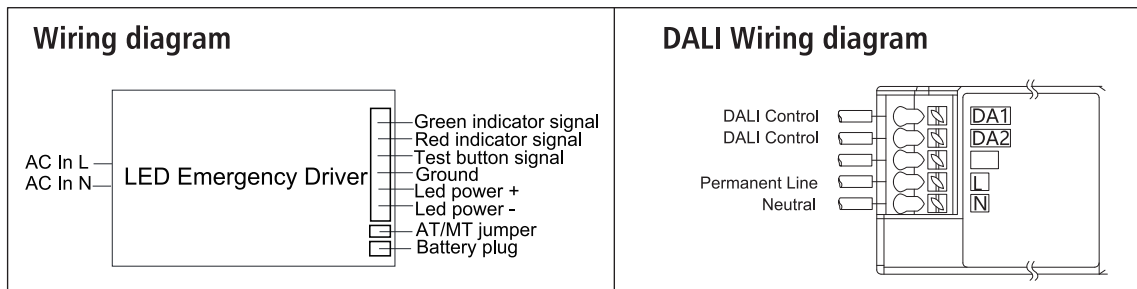 Wiring diagram
AC In L
AC In N
LED Emergency Driver
Green indicator signal
Red indicator signal
Test button signal
Ground
Led power +
Led power -
AT/MT jumper
Battery plug
DALI Wiring diagram
DALI Control
DALI Control
Permanent Line
Neutral
DA1
DA2
L
N